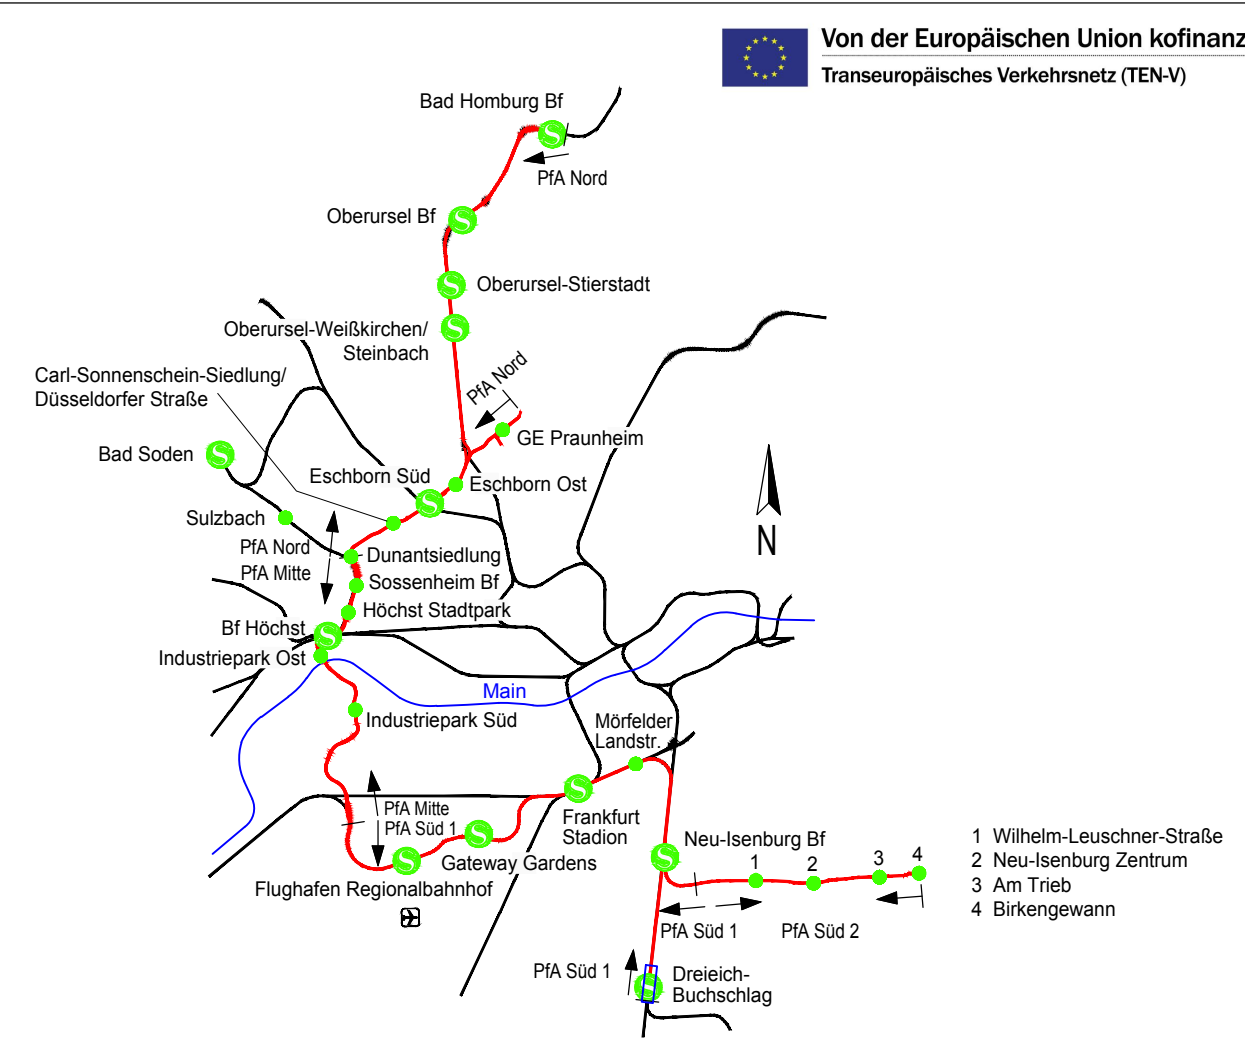 Von der Europäischen Union kofinanz
Transeuropäisches Verkehrsnetz (TEN-V)
Bad Homburg Bf
PfA Nord
Oberursel Bf
Oberursel-Stierstadt
Oberursel-Weißkirchen/
Steinbach
PfA Nord
Carl-Sonnenschein-Siedlung/
Düsseldorfer Straße
GE Praunheim
Bad Soden
Eschborn Süd
Eschborn Ost
Sulzbach
PfA Nord
PfA Mitte
Dunantsiedlung
Sossenheim Bf
Höchst Stadtpark
Bf Höchst
Industriepark Ost
N
Main
Industriepark Süd
Mörfelder
Landstr.
PfA Mitte
PfA Süd 1
Frankfurt
Stadion
Gateway Gardens
Flughafen Regionalbahnhof
Neu-Isenburg Bf
1 2 3 4
1 Wilhelm-Leuschner-Straße
2 Neu-Isenburg Zentrum
3 Am Trieb
4 Birkengewann
PfA Süd 1
PfA Süd 2
PfA Süd 1
Dreieich-
Buchschlag